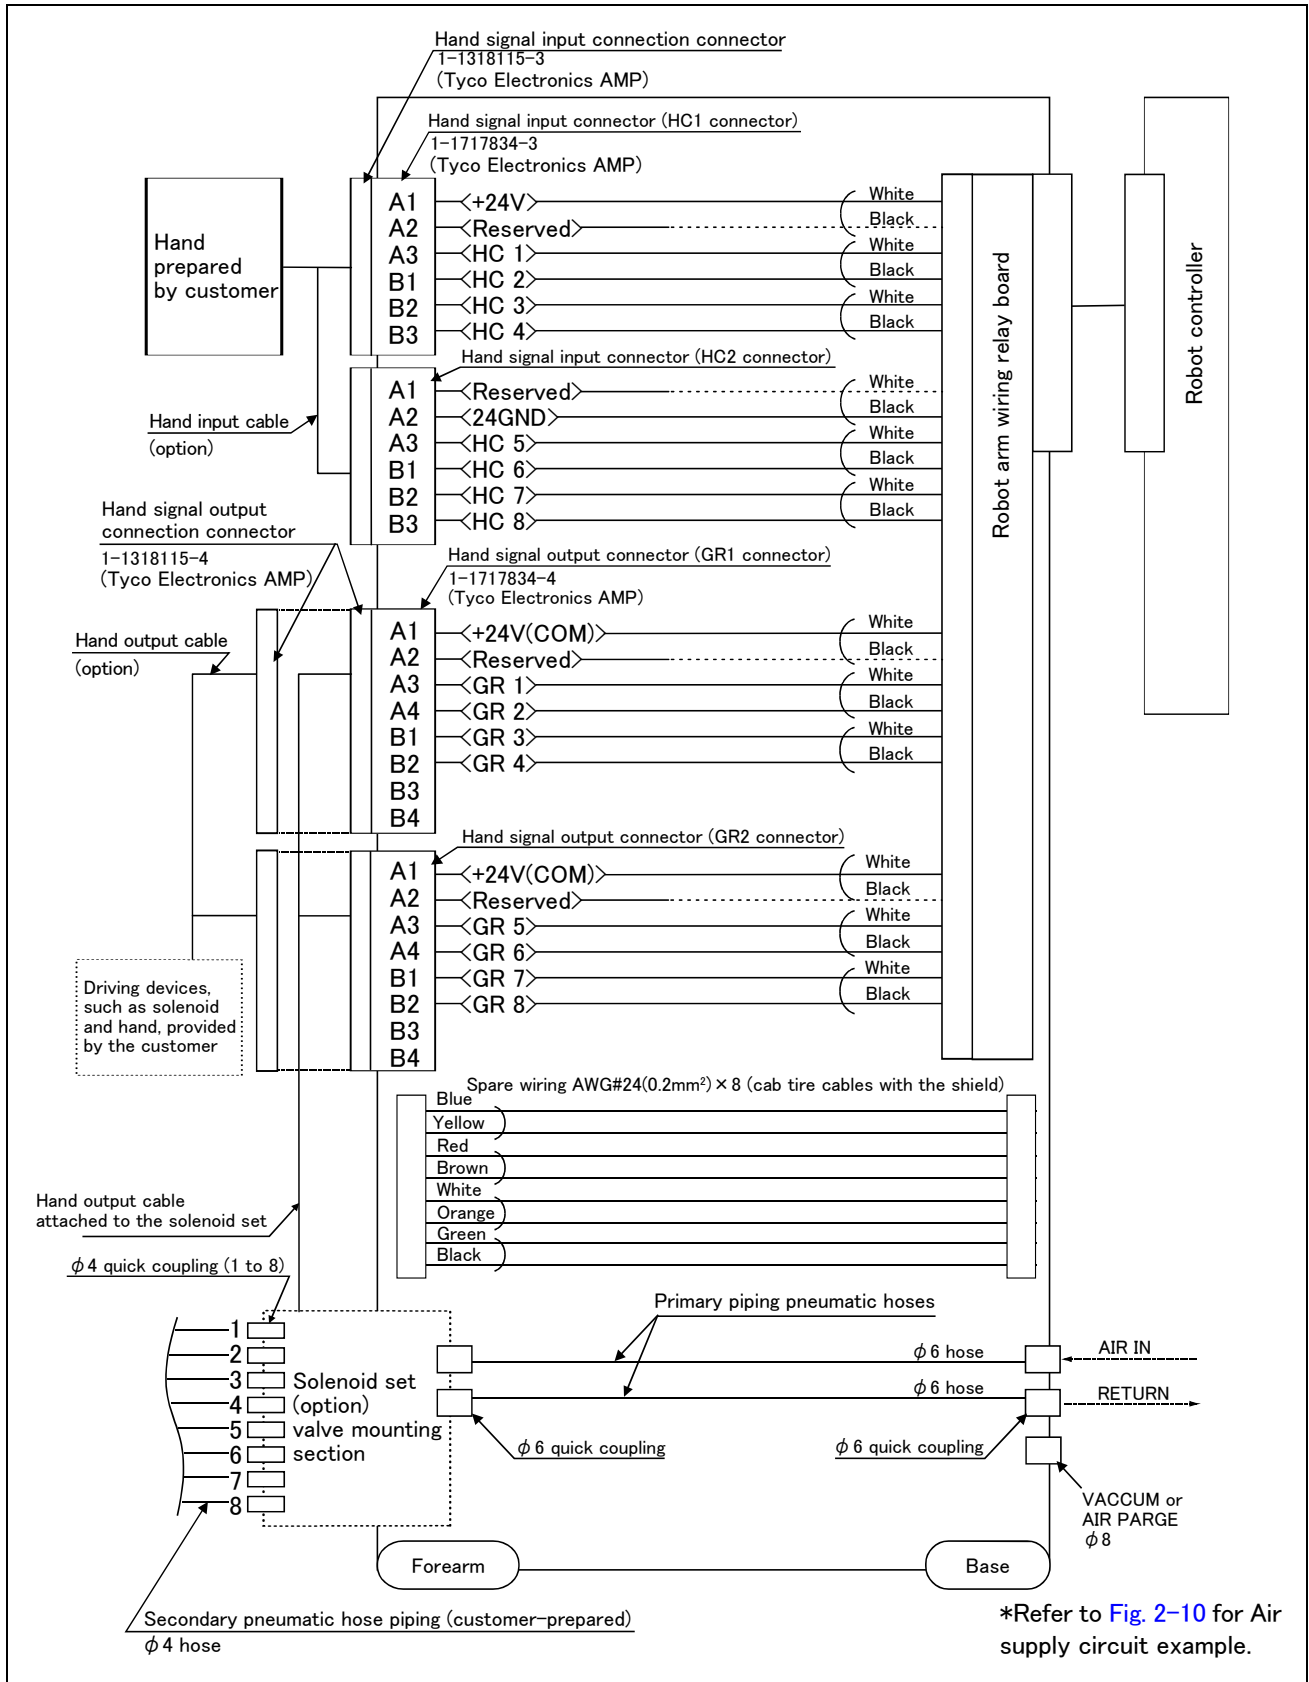 Hand signal input connection connector
1-1318115-3
(Tyco Electronics AMP)
Hand signal input connector (HC1 connector)
1-1717834-3
(Tyco Electronics AMP)
Hand
prepared
by customer
A1 <+24V> White
A2 <Reserved> Black
A3 <HC 1> White
B1 <HC 2> Black
B2 <HC 3> White
B3 <HC 4> Black
Robot arm wiring relay board
Robot controller
Hand signal input connector (HC2 connector)
A1 <Reserved> White
A2 <24GND> Black
A3 <HC 5> White
B1 <HC 6> Black
B2 <HC 7> White
B3 <HC 8> Black
Hand input cable
(option)
Hand signal output
connection connector
1-1318115-4
(Tyco Electronics AMP)
Hand signal output connector (GR1 connector)
1-1717834-4
(Tyco Electronics AMP)
Hand output cable
(option)
A1 <+24V(COM)> White
A2 <Reserved> Black
A3 <GR 1> White
A4 <GR 2> Black
B1 <GR 3> White
B2 <GR 4> Black
B3
B4
Hand signal output connector (GR2 connector)
A1 <+24V(COM)> White
A2 <Reserved> Black
A3 <GR 5> White
A4 <GR 6> Black
B1 <GR 7> White
B2 <GR 8> Black
B3
B4
Driving devices,
such as solenoid
and hand, provided
by the customer
Spare wiring AWG#24(0.2mm²)×8 (cab tire cables with the shield)
Blue
Yellow
Red
Brown
White
Orange
Green
Black
Hand output cable
attached to the solenoid set
φ4 quick coupling (1 to 8)
1
2
3
4
5
6
7
8
Solenoid set
(option)
valve mounting
section
Primary piping pneumatic hoses
φ6 hose
AIR IN
φ6 hose
RETURN
φ6 quick coupling
φ6 quick coupling
VACCUM or
AIR PARGE
φ8
Forearm
Base
Secondary pneumatic hose piping (customer-prepared)
φ4 hose
*Refer to Fig. 2-10 for Air
supply circuit example.